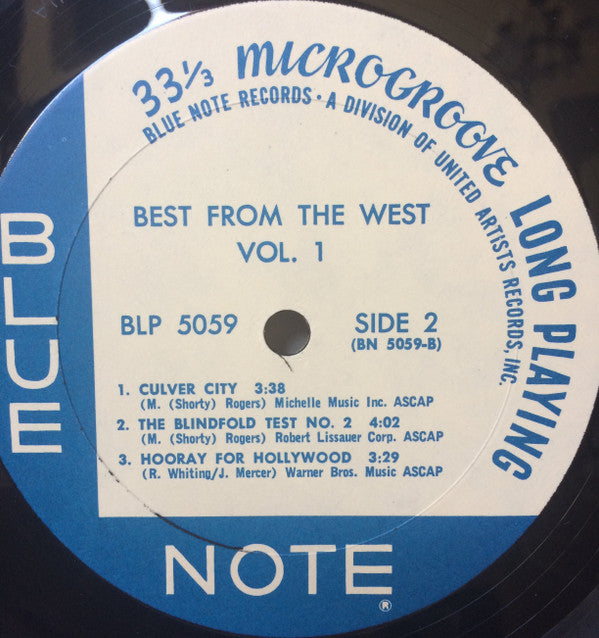 33⅓ MICROGROOVE LONG PLAYING
BLUE NOTE RECORDS • A DIVISION OF UNITED ARTISTS RECORDS, INC.
BEST FROM THE WEST
VOL. 1
BLP 5059
SIDE 2
(BN 5059-B)
1. CULVER CITY 3:38
(M. (Shorty) Rogers) Michelle Music Inc. ASCAP
2. THE BLINDFOLD TEST NO. 2 4:02
(M. (Shorty) Rogers) Robert Lissauer Corp. ASCAP
3. HOORAY FOR HOLLYWOOD 3:29
(R. Whiting/J. Mercer) Warner Bros. Music ASCAP
BLUE
NOTE®